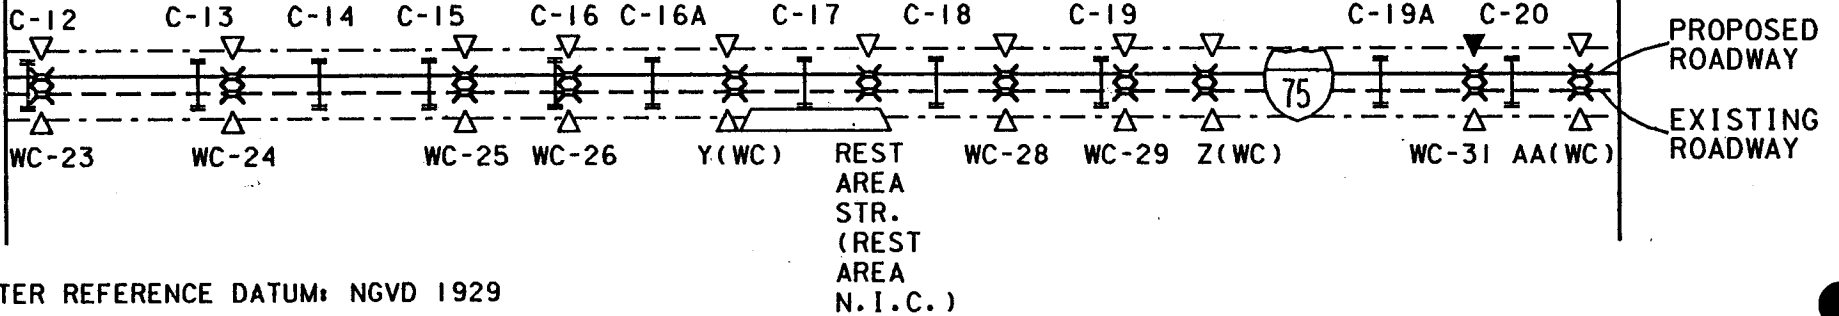 C-12 C-13 C-14 C-15 C-16 C-16A C-17 C-18 C-19 C-19A C-20
PROPOSED
ROADWAY
75
EXISTING
ROADWAY
WC-23 WC-24 WC-25 WC-26 Y(WC) REST WC-28 WC-29 Z(WC) WC-31 AA(WC)
AREA
STR.
(REST
AREA
N.I.C.)
TER REFERENCE DATUM: NGVD 1929